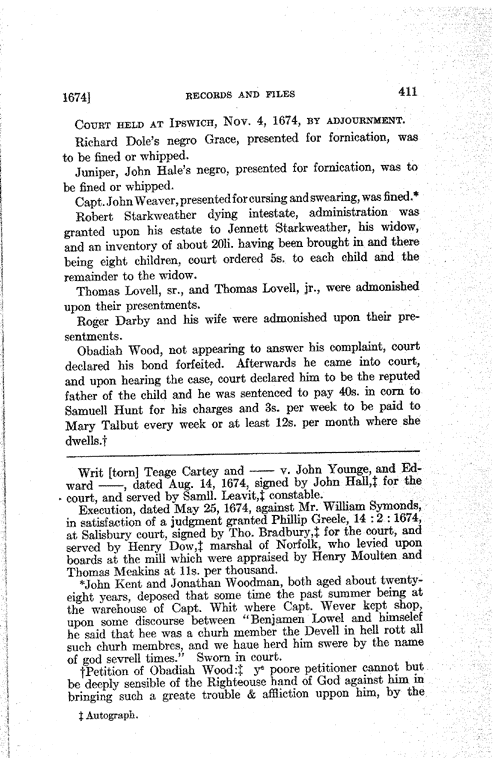 1674] RECORDS AND FILES 411
COURT HELD AT IPSWICH, NOV. 4, 1674, BY ADJOURNMENT.
Richard Dole's negro Grace, presented for fornication, was
to be fined or whipped.
Juniper, John Hale's negro, presented for fornication, was to
be fined or whipped.
Capt. John Weaver, presented for cursing and swearing, was fined.*
Robert Starkweather dying intestate, administration was
granted upon his estate to Jennett Starkweather, his widow,
and an inventory of about 20li. having been brought in and there
being eight children, court ordered 5s. to each child and the
remainder to the widow.
Thomas Lovell, sr., and Thomas Lovell, jr., were admonished
upon their presentments.
Roger Darby and his wife were admonished upon their pre-
sentments.
Obadiah Wood, not appearing to answer his complaint, court
declared his bond forfeited. Afterwards he came into court,
and upon hearing the case, court declared him to be the reputed
father of the child and he was sentenced to pay 40s. in corn to
Samuell Hunt for his charges and 3s. per week to be paid to
Mary Talbut every week or at least 12s. per month where she
dwells.†
Writ [torn] Teage Cartey and —— v. John Younge, and Ed-
ward ——, dated Aug. 14, 1674, signed by John Hall,‡ for the
court, and served by Samll. Leavit,‡ constable.
Execution, dated May 25, 1674, against Mr. William Symonds,
in satisfaction of a judgment granted Phillip Greele, 14 : 2 : 1674,
at Salisbury court, signed by Tho. Bradbury,‡ for the court, and
served by Henry Dow,‡ marshal of Norfolk, who levied upon
boards at the mill which were appraised by Henry Moulten and
Thomas Meakins at 11s. per thousand.
*John Kent and Jonathan Woodman, both aged about twenty-
eight years, deposed that some time the past summer being at
the warehouse of Capt. Whit where Capt. Wever kept shop,
upon some discourse between "Benjamen Lowel and himselef
he said that hee was a churh member the Devell in hell rott all
such churh membres, and we haue herd him swere by the name
of god sevrell times." Sworn in court.
†Petition of Obadiah Wood:‡ yᵉ poore petitioner cannot but
be deeply sensible of the Righteouse hand of God against him in
bringing such a greate trouble & affliction uppon him, by the
‡ Autograph.